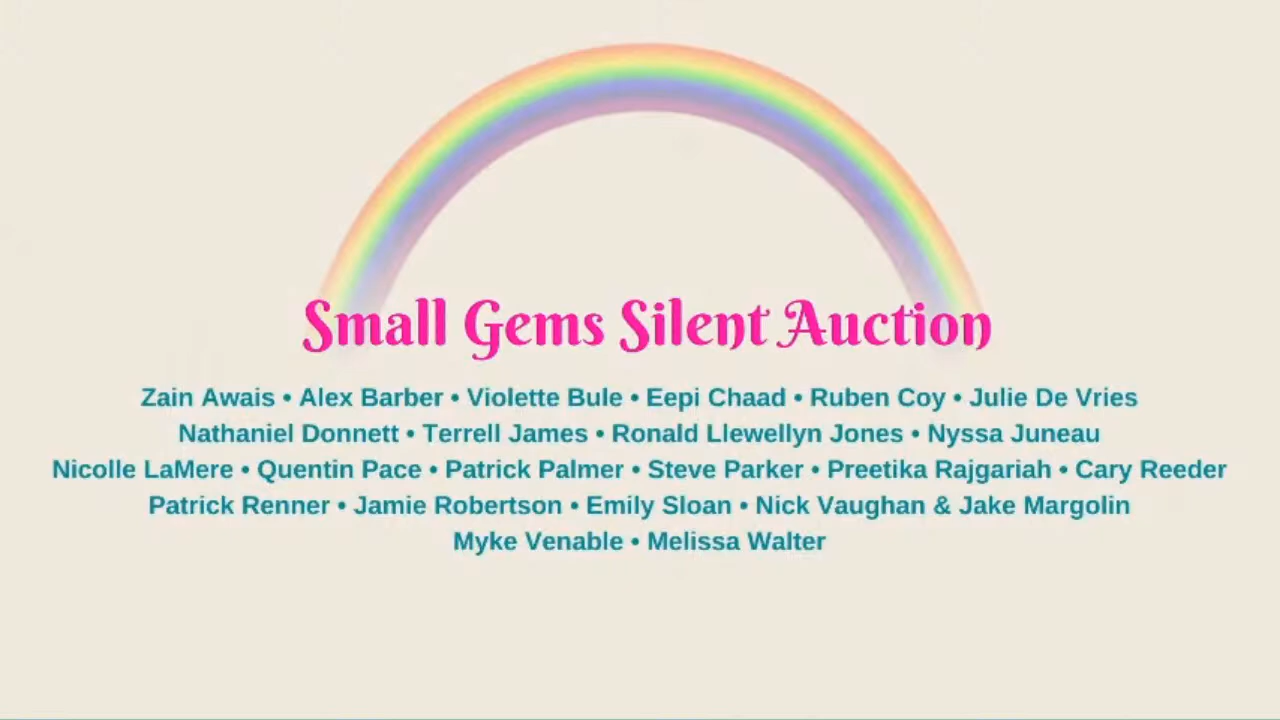 Small Gems Silent Auction
Zain Awais • Alex Barber • Violette Bule • Eepi Chaad • Ruben Coy • Julie De Vries
Nathaniel Donnett • Terrell James • Ronald Llewellyn Jones • Nyssa Juneau
Nicolle LaMere • Quentin Pace • Patrick Palmer • Steve Parker • Preetika Rajgariah • Cary Reeder
Patrick Renner • Jamie Robertson • Emily Sloan • Nick Vaughan & Jake Margolin
Myke Venable • Melissa Walter